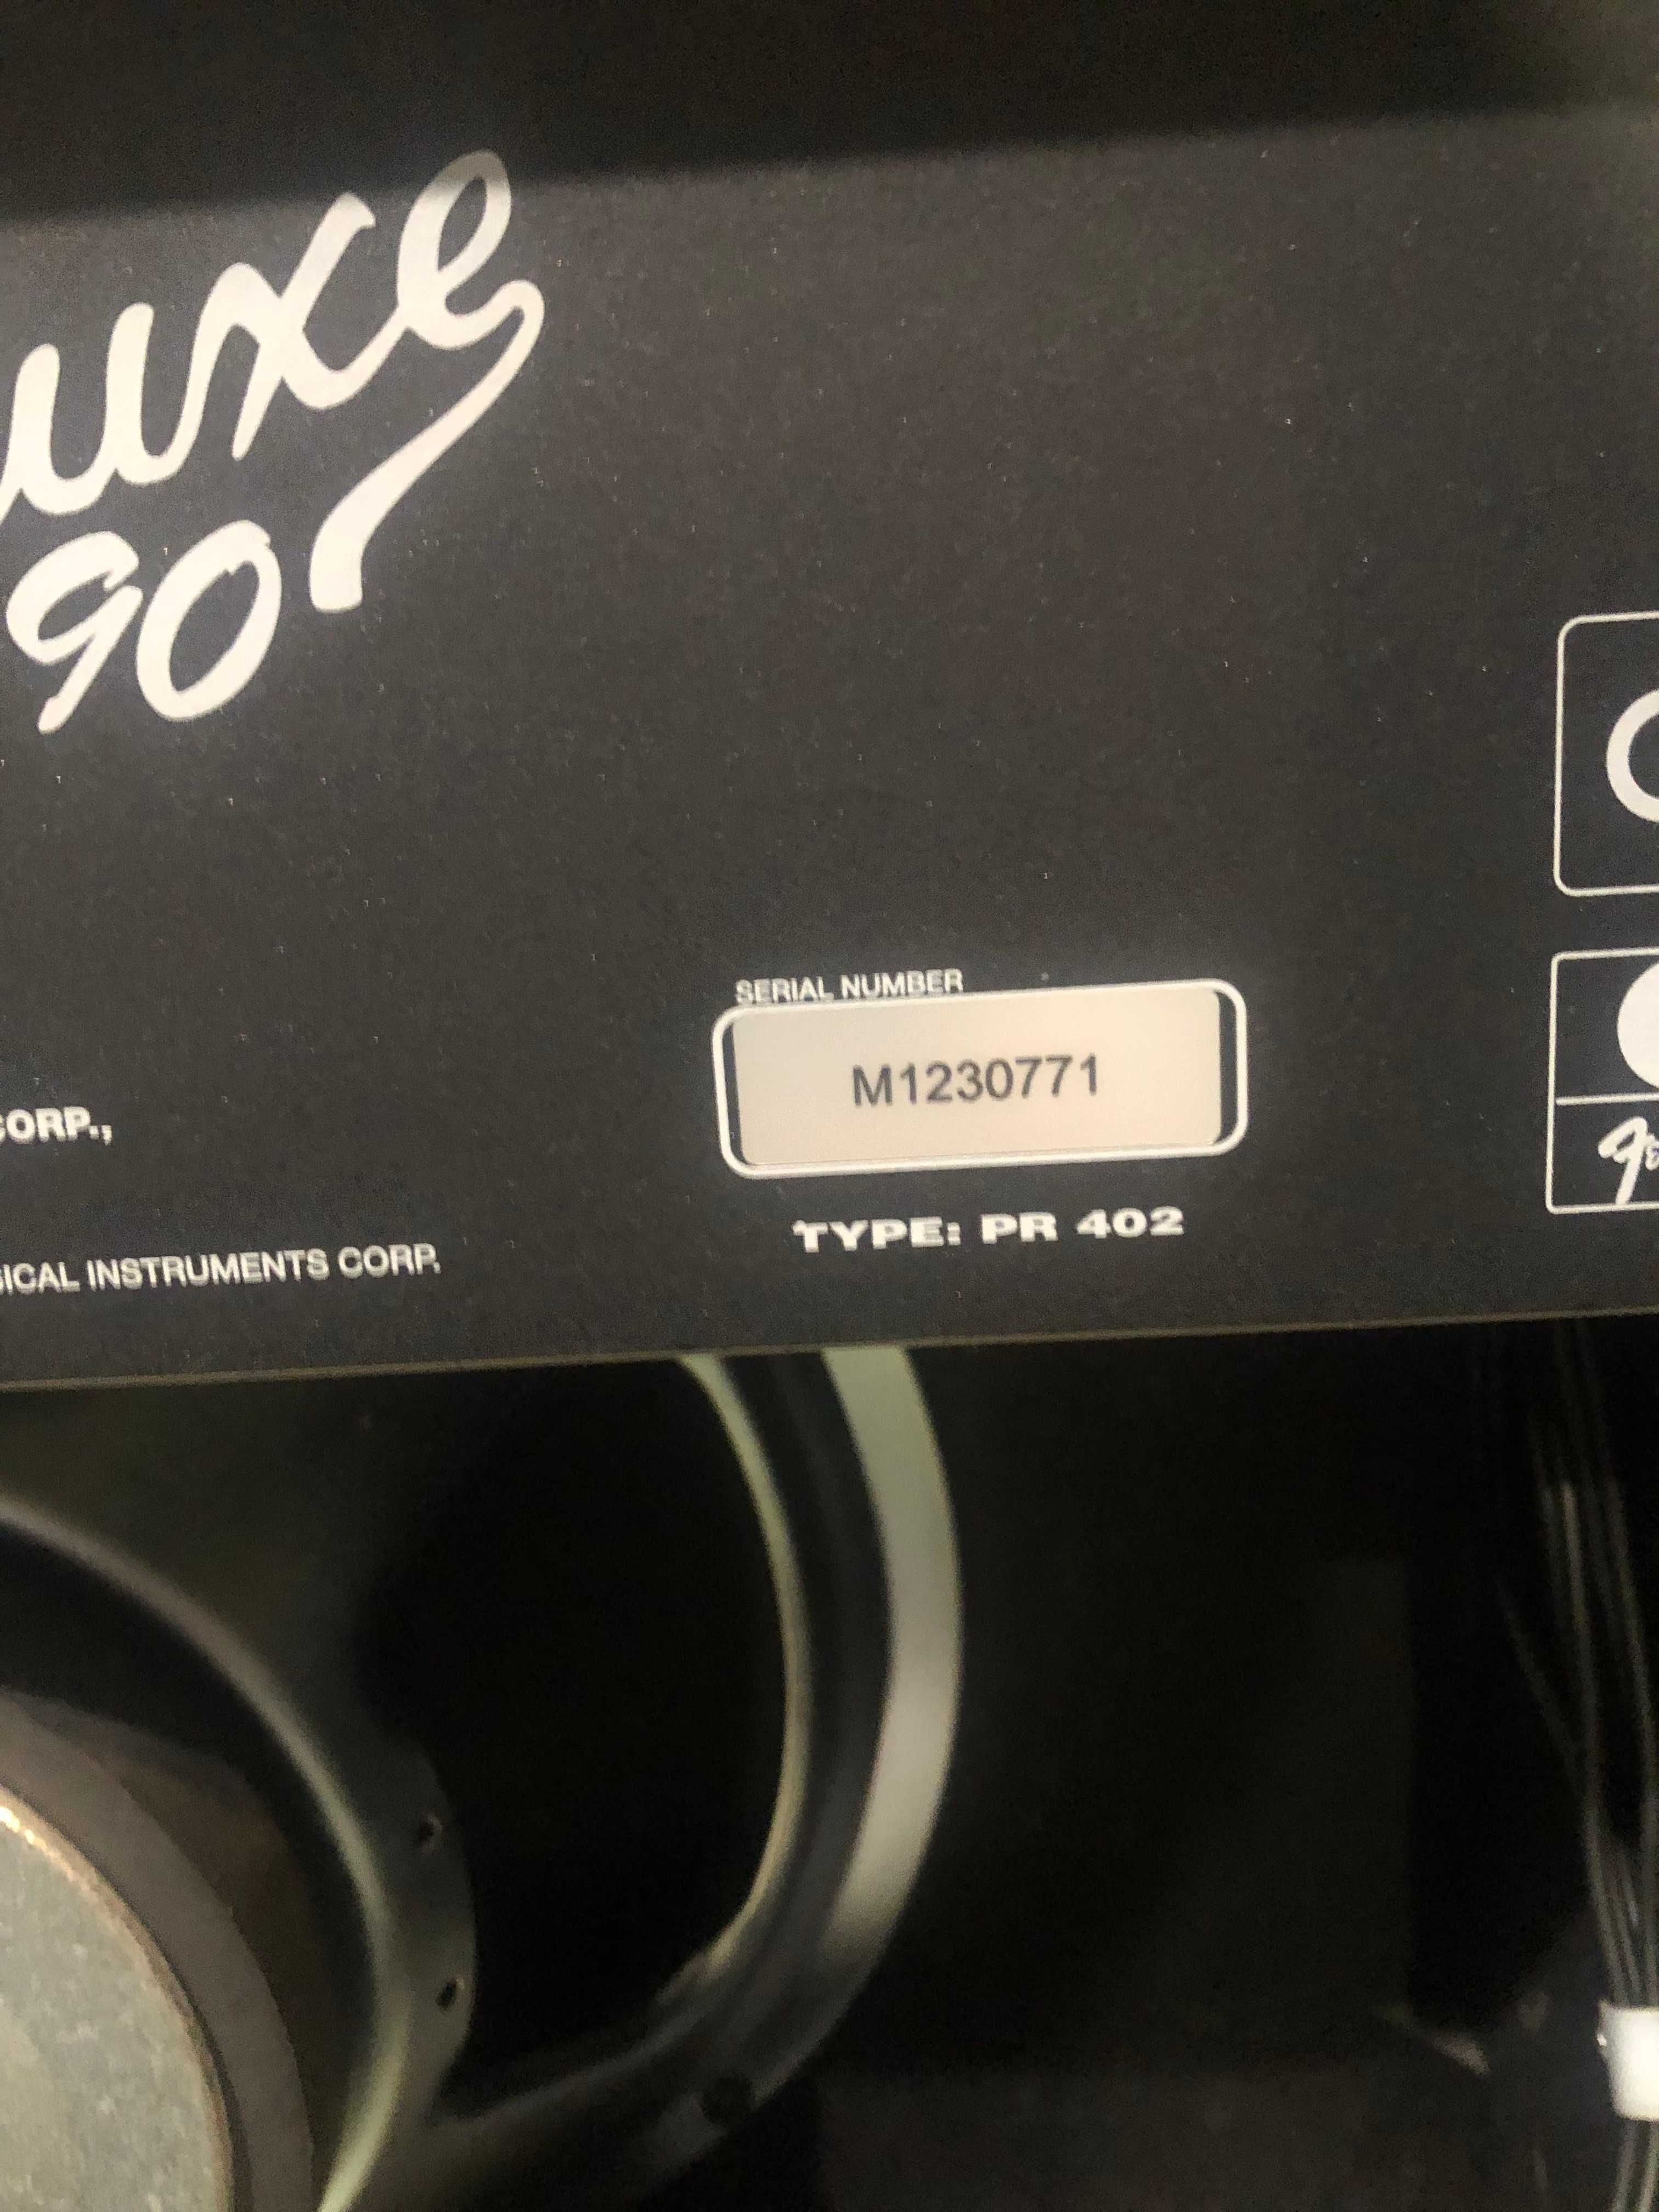 uxe
90
SERIAL NUMBER
M1230771
CORP.,
TYPE: PR 402
SICAL INSTRUMENTS CORP.